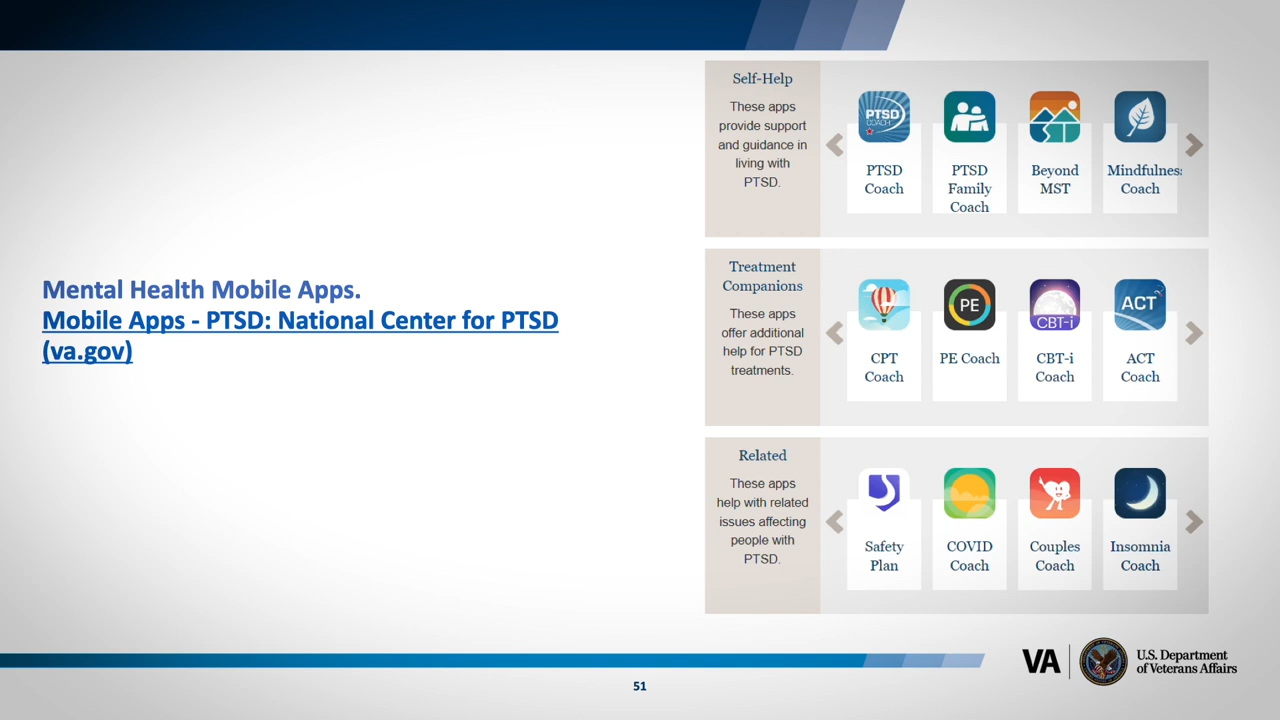 Mental Health Mobile Apps.
Mobile Apps - PTSD: National Center for PTSD
(va.gov)
Self-Help
These apps
provide support
and guidance in
living with
PTSD.
PTSD
COACH
PTSD
Coach
PTSD
Family
Coach
Beyond
MST
Mindfulness
Coach
Treatment
Companions
These apps
offer additional
help for PTSD
treatments.
CPT
Coach
PE
PE Coach
CBT-i
CBT-i
Coach
ACT
ACT
Coach
Related
These apps
help with related
issues affecting
people with
PTSD.
Safety
Plan
COVID
Coach
Couples
Coach
Insomnia
Coach
VA
U.S. Department
of Veterans Affairs
51